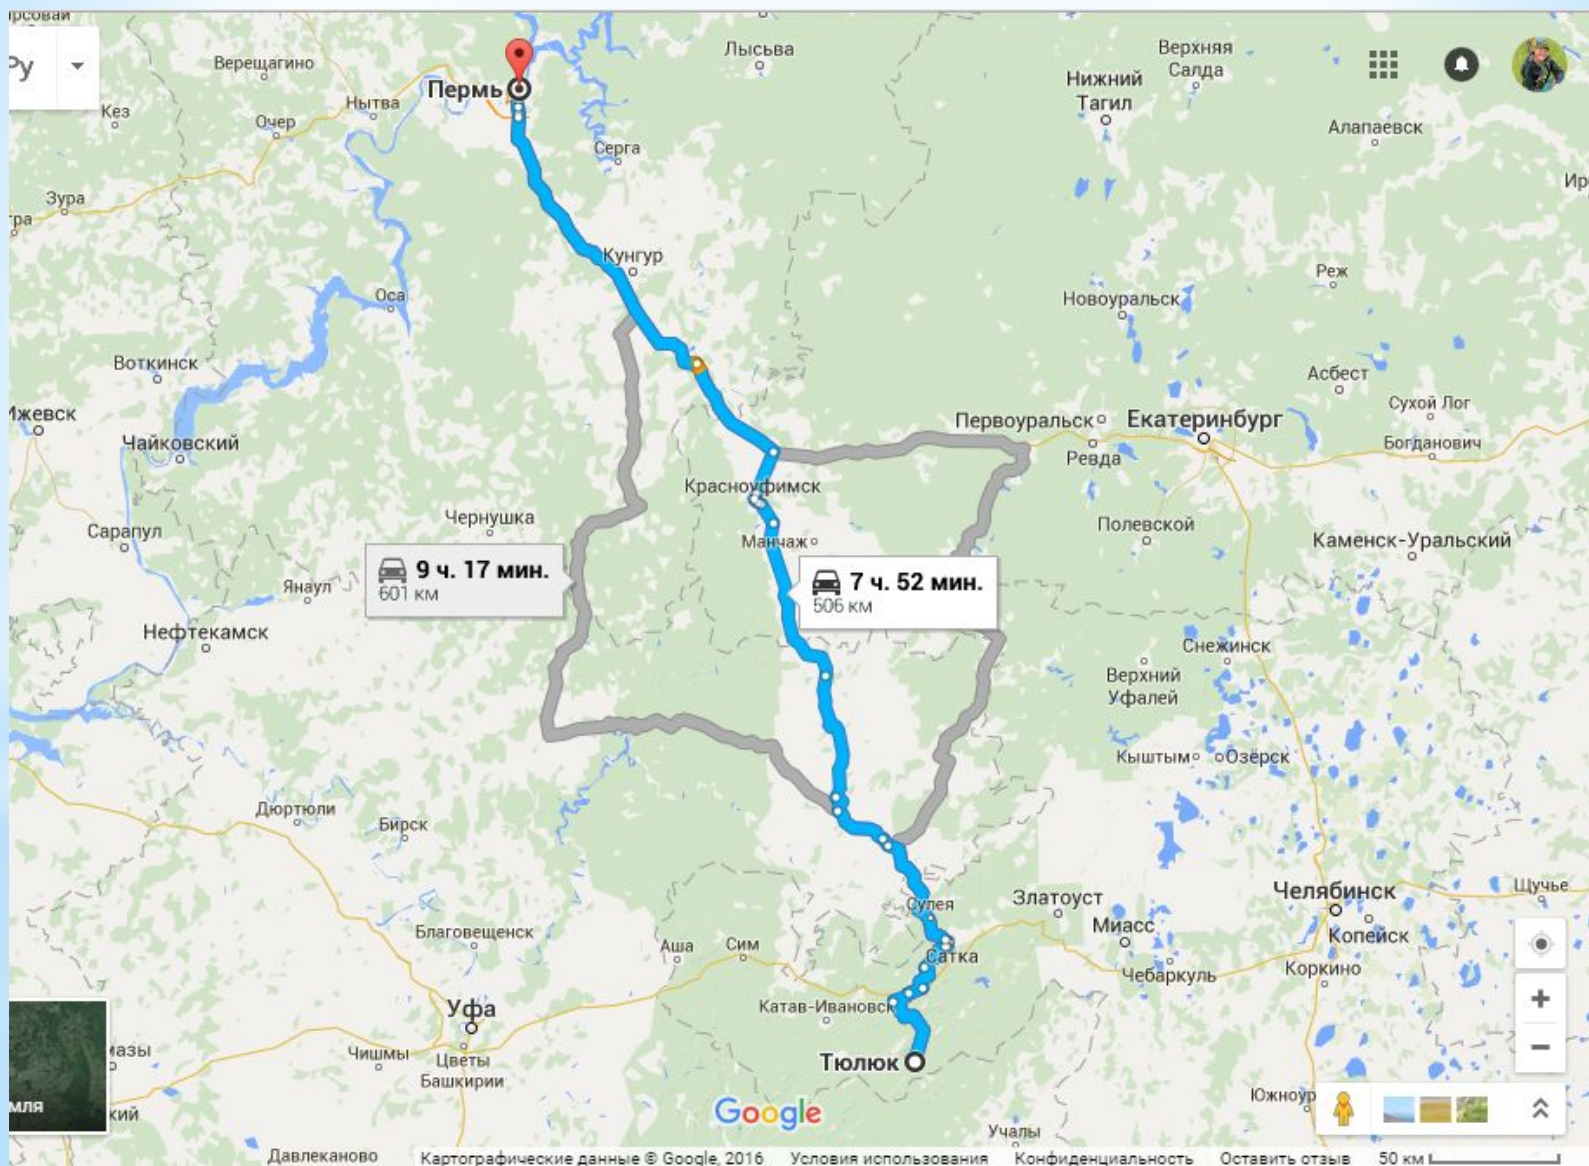 Лысьва
Верхняя
Салда
Верещагино
Нижний
Тагил
Пермь
Нытва
Кез
Очер
Алапаевск
Серга
Зура
Кунгур
Реж
Оса
Новоуральск
Воткинск
Асбест
Сухой Лог
Ижевск
Первоуральск
Екатеринбург
Чайковский
Богданович
Ревда
Красноуфимск
Чернушка
Полевской
Сарапул
Манчаж
Каменск-Уральский
9 ч. 17 мин.
601 км
7 ч. 52 мин.
506 км
Янаул
Нефтекамск
Снежинск
Верхний
Уфалей
Кыштым
Озёрск
Дюртюли
Бирск
Челябинск
Щучье
Златоуст
Сулея
Миасс
Благовещенск
Аша
Сим
Копейск
Сатка
Чебаркуль
Коркино
Катав-Ивановск
Уфа
Чишмы
Цветы
Башкирии
Тюлюк
Южноур
Google
Учалы
Давлеканово
Картографические данные © Google, 2016
Условия использования
Конфиденциальность
Оставить отзыв
50 км